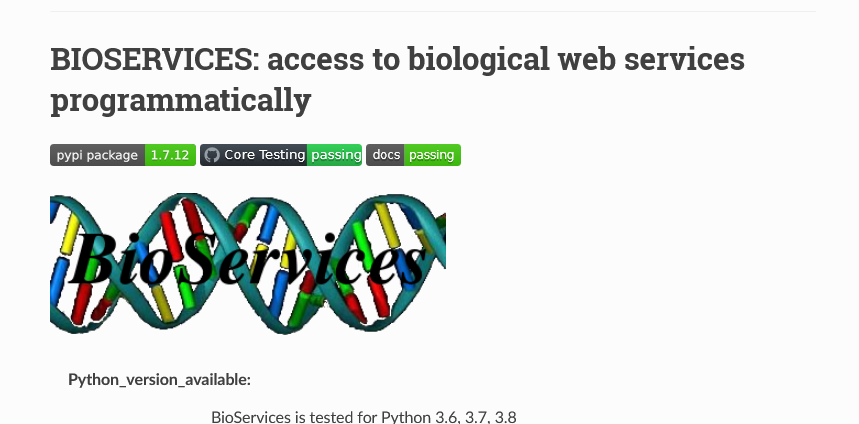 BIOSERVICES: access to biological web services
programmatically
pypi package 1.7.12 Core Testing passing docs passing
BioServices
Python_version_available:
BioServices is tested for Python 3.6, 3.7, 3.8